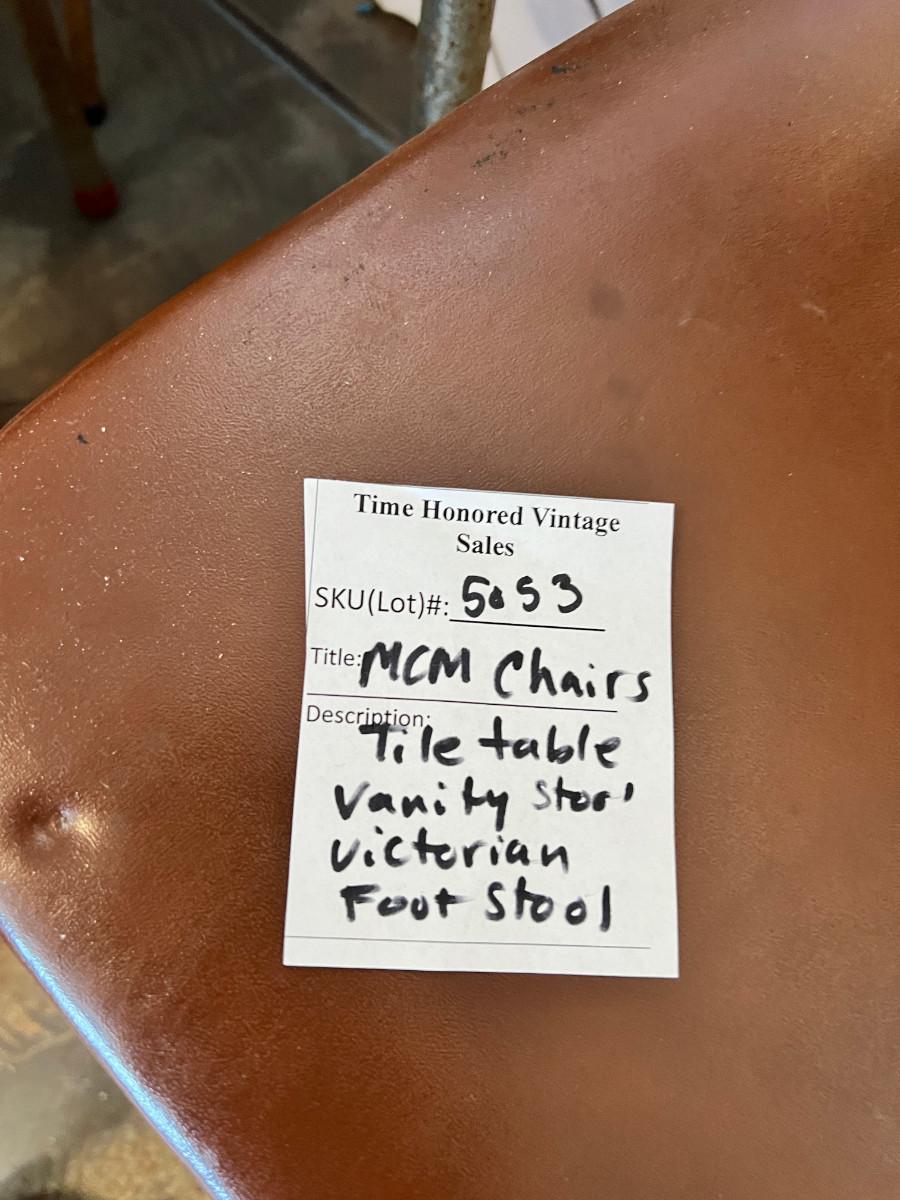 Time Honored Vintage
Sales
SKU(Lot)#: 5053
Title: MCM Chairs
Description:
Tile table
Vanity Stool
Victorian
Foot Stool